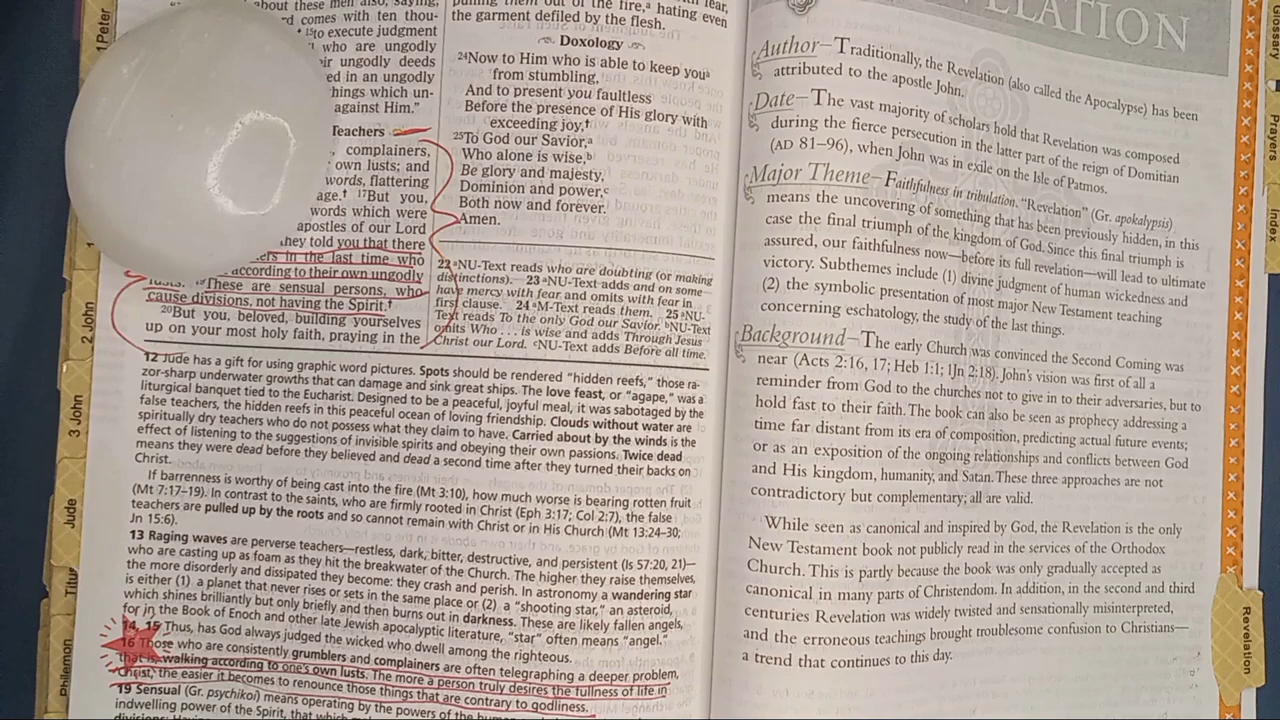 about these men also, saying,
comes with ten thou-
15to execute judgment
who are ungodly
ungodly deeds
in an ungodly
things which un-
against Him."
Teachers
complainers,
own lusts; and
words, flattering
age.† 17But you,
words which were
apostles of our Lord
they told you that there
in the last time who
according to their own ungodly
lusts. 19These are sensual persons, who
cause divisions, not having the Spirit.†
20But you, beloved, building yourselves
up on your most holy faith, praying in the
pulling them out of the fire,a hating even
the garment defiled by the flesh.
Doxology
24Now to Him who is able to keep youa
from stumbling,
And to present you faultless
Before the presence of His glory with
exceeding joy,†
25To God our Savior,a
Who alone is wise,b
Be glory and majesty,
Dominion and power,c
Both now and forever.
Amen.
22 aNU-Text reads who are doubting (or making
distinctions). 23 aNU-Text adds and on some
have mercy with fear and omits with fear in
first clause. 24 aM-Text reads them. 25 aNU-
Text reads To the only God our Savior. bNU-Text
omits Who . . . is wise and adds Through Jesus
Christ our Lord. cNU-Text adds Before all time.
12 Jude has a gift for using graphic word pictures. Spots should be rendered "hidden reefs," those ra-
zor-sharp underwater growths that can damage and sink great ships. The love feast, or "agape," was a
liturgical banquet tied to the Eucharist. Designed to be a peaceful, joyful meal, it was sabotaged by the
false teachers, the hidden reefs in this peaceful ocean of loving friendship. Clouds without water are
spiritually dry teachers who do not possess what they claim to have. Carried about by the winds is the
effect of listening to the suggestions of invisible spirits and obeying their own passions. Twice dead
means they were dead before they believed and dead a second time after they turned their backs on
Christ.
If barrenness is worthy of being cast into the fire (Mt 3:10), how much worse is bearing rotten fruit
(Mt 7:17–19). In contrast to the saints, who are firmly rooted in Christ (Eph 3:17; Col 2:7), the false
teachers are pulled up by the roots and so cannot remain with Christ or in His Church (Mt 13:24–30;
Jn 15:6).
13 Raging waves are perverse teachers—restless, dark, bitter, destructive, and persistent (Is 57:20, 21)—
who are casting up as foam as they hit the breakwater of the Church. The higher they raise themselves,
the more disorderly and dissipated they become: they crash and perish. In astronomy a wandering star
is either (1) a planet that never rises or sets in the same place or (2) a "shooting star," an asteroid,
which shines brilliantly but only briefly and then burns out in darkness. These are likely fallen angels,
for in the Book of Enoch and other late Jewish apocalyptic literature, "star" often means "angel."
14, 15 Thus, has God always judged the wicked who dwell among the righteous.
16 Those who are consistently grumblers and complainers are often telegraphing a deeper problem,
that is, walking according to one's own lusts. The more a person truly desires the fullness of life in
Christ, the easier it becomes to renounce those things that are contrary to godliness.
19 Sensual (Gr. psychikoi) means operating by the powers of the human
indwelling power of the Spirit, that which
Author—Traditionally, the Revelation (also called the Apocalypse) has been
attributed to the apostle John.
Date—The vast majority of scholars hold that Revelation was composed
during the fierce persecution in the latter part of the reign of Domitian
(AD 81–96), when John was in exile on the Isle of Patmos.
Major Theme—Faithfulness in tribulation. "Revelation" (Gr. apokalypsis)
means the uncovering of something that has been previously hidden, in this
case the final triumph of the kingdom of God. Since this final triumph is
assured, our faithfulness now—before its full revelation—will lead to ultimate
victory. Subthemes include (1) divine judgment of human wickedness and
(2) the symbolic presentation of most major New Testament teaching
concerning eschatology, the study of the last things.
Background—The early Church was convinced the Second Coming was
near (Acts 2:16, 17; Heb 1:1; 1Jn 2:18). John's vision was first of all a
reminder from God to the churches not to give in to their adversaries, but to
hold fast to their faith. The book can also be seen as prophecy addressing a
time far distant from its era of composition, predicting actual future events;
or as an exposition of the ongoing relationships and conflicts between God
and His kingdom, humanity, and Satan. These three approaches are not
contradictory but complementary; all are valid.
While seen as canonical and inspired by God, the Revelation is the only
New Testament book not publicly read in the services of the Orthodox
Church. This is partly because the book was only gradually accepted as
canonical in many parts of Christendom. In addition, in the second and third
centuries Revelation was widely twisted and sensationally misinterpreted,
and the erroneous teachings brought troublesome confusion to Christians—
a trend that continues to this day.
1 Peter
2 John
3 John
Jude
Titus
Philemon
Glossary
Prayers
Index
Revelation